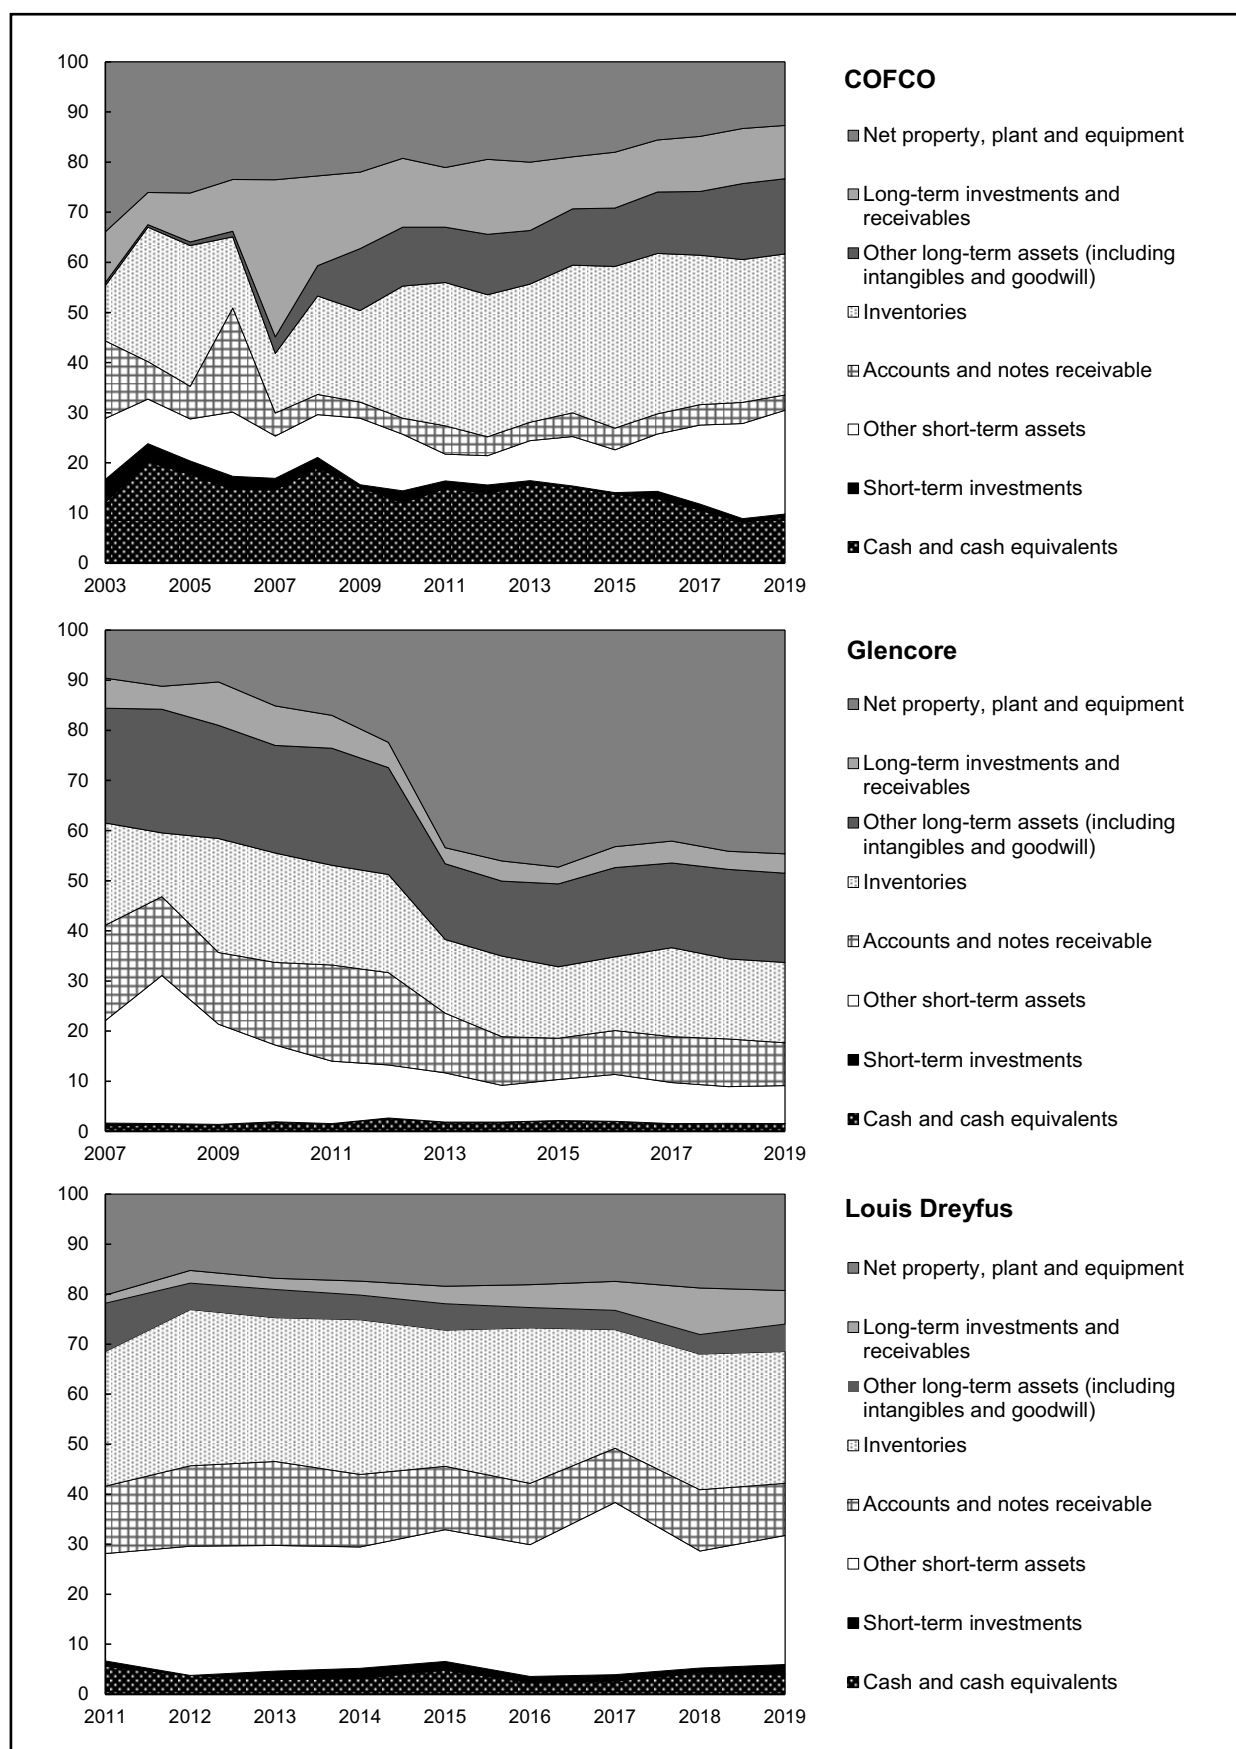 COFCO
100
90
80
70
60
50
40
30
20
10
0
2003 2005 2007 2009 2011 2013 2015 2017 2019
Net property, plant and equipment
Long-term investments and
receivables
Other long-term assets (including
intangibles and goodwill)
Inventories
Accounts and notes receivable
Other short-term assets
Short-term investments
Cash and cash equivalents
Glencore
100
90
80
70
60
50
40
30
20
10
0
2007 2009 2011 2013 2015 2017 2019
Net property, plant and equipment
Long-term investments and
receivables
Other long-term assets (including
intangibles and goodwill)
Inventories
Accounts and notes receivable
Other short-term assets
Short-term investments
Cash and cash equivalents
Louis Dreyfus
100
90
80
70
60
50
40
30
20
10
0
2011 2012 2013 2014 2015 2016 2017 2018 2019
Net property, plant and equipment
Long-term investments and
receivables
Other long-term assets (including
intangibles and goodwill)
Inventories
Accounts and notes receivable
Other short-term assets
Short-term investments
Cash and cash equivalents